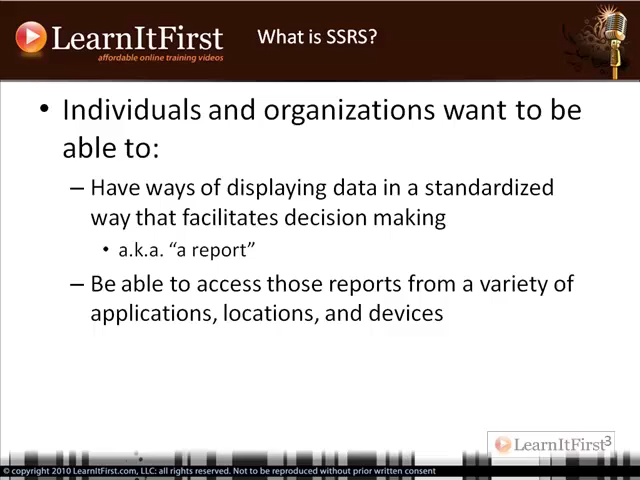 LearnItFirst
affordable online training videos
What is SSRS?
• Individuals and organizations want to be
able to:
– Have ways of displaying data in a standardized
way that facilitates decision making
• a.k.a. “a report”
– Be able to access those reports from a variety of
applications, locations, and devices
LearnItFirst 3
© copyright 2010 LearnItFirst.com, LLC: all rights reserved. Not to be reproduced without prior written consent